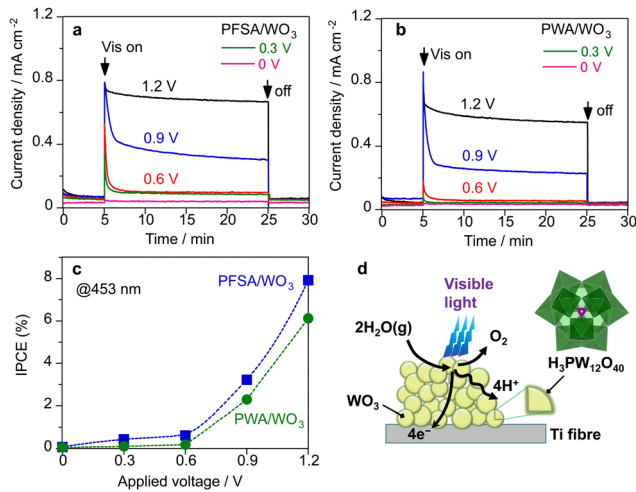 a
PFSA/WO3
0.3 V
0 V
Vis on
off
1.2 V
0.9 V
0.6 V
Current density / mA cm⁻²
1.2
0.8
0.4
0
0 5 10 15 20 25 30
Time / min
b
PWA/WO3
0.3 V
0 V
Vis on
off
1.2 V
0.9 V
0.6 V
Current density / mA cm⁻²
1.2
0.8
0.4
0
0 5 10 15 20 25 30
Time / min
c
@453 nm
PFSA/WO3
PWA/WO3
IPCE (%)
10
8
6
4
2
0
0 0.3 0.6 0.9 1.2
Applied voltage / V
d
Visible
light
2H2O(g)
O2
4H⁺
H3PW12O40
WO3
4e⁻
Ti fibre